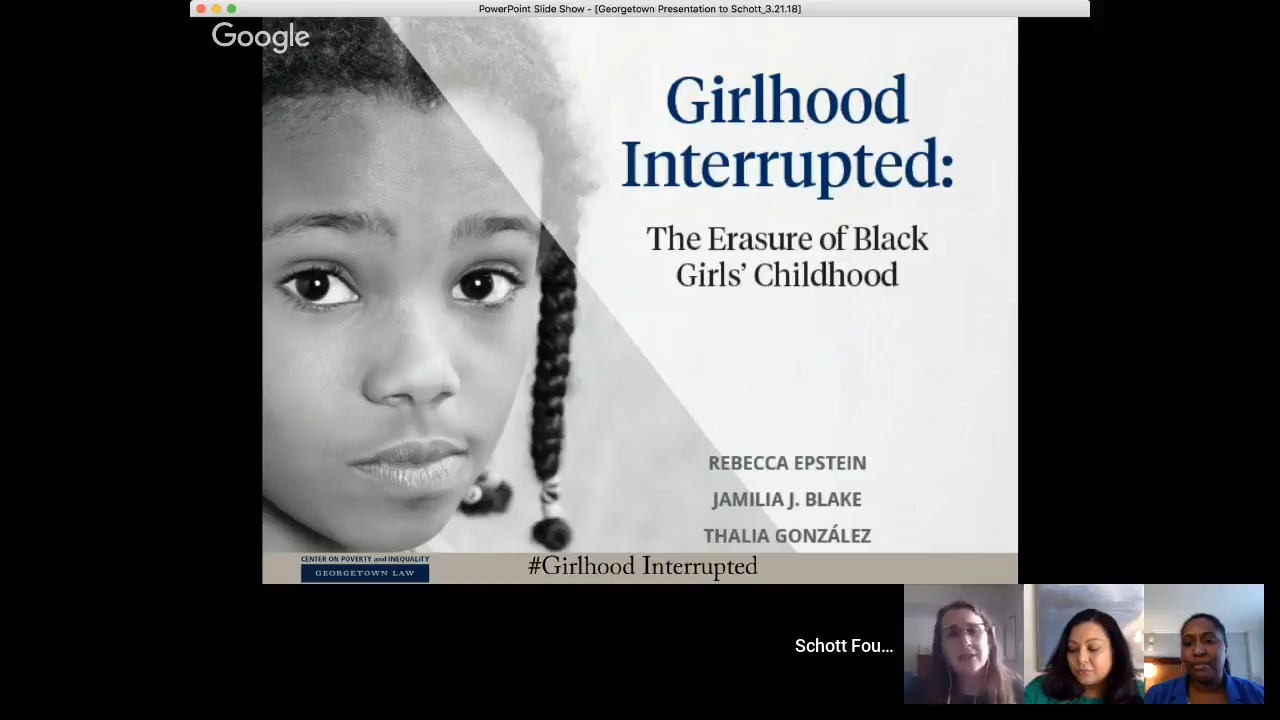 PowerPoint Slide Show - [Georgetown Presentation to Schott_3.21.18]
Google
Girlhood
Interrupted:
The Erasure of Black
Girls’ Childhood
REBECCA EPSTEIN
JAMILIA J. BLAKE
THALIA GONZÁLEZ
CENTER ON POVERTY and INEQUALITY
GEORGETOWN LAW
#Girlhood Interrupted
Schott Fou...